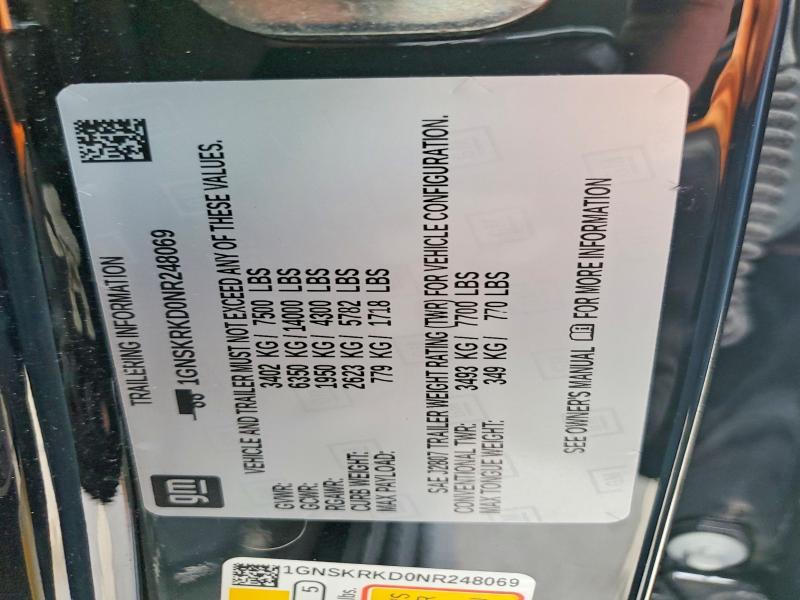 TRAILERING INFORMATION
gm
1GNSKRKD0NR248069
VEHICLE AND TRAILER MUST NOT EXCEED ANY OF THESE VALUES.
GVWR: 3402 KG / 7500 LBS
GCWR: 6350 KG / 14000 LBS
RGAWR: 1950 KG / 4300 LBS
CURB WEIGHT: 2623 KG / 5782 LBS
MAX PAYLOAD: 779 KG / 1718 LBS
SAE J2807 TRAILER WEIGHT RATING (TWR) FOR VEHICLE CONFIGURATION.
CONVENTIONAL TWR: 3493 KG / 7700 LBS
MAX TONGUE WEIGHT: 349 KG / 770 LBS
SEE OWNER'S MANUAL FOR MORE INFORMATION
1GNSKRKD0NR248069
5
lbs.